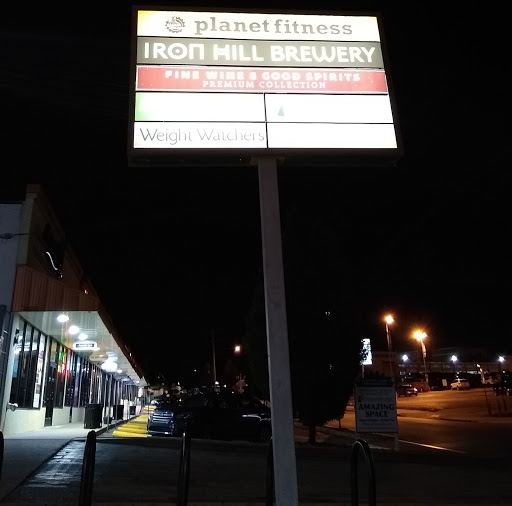 planet fitness
IRON HILL BREWERY
FINE WINE & GOOD SPIRITS
PREMIUM COLLECTION
Weight Watchers
AMAZING
SPACE